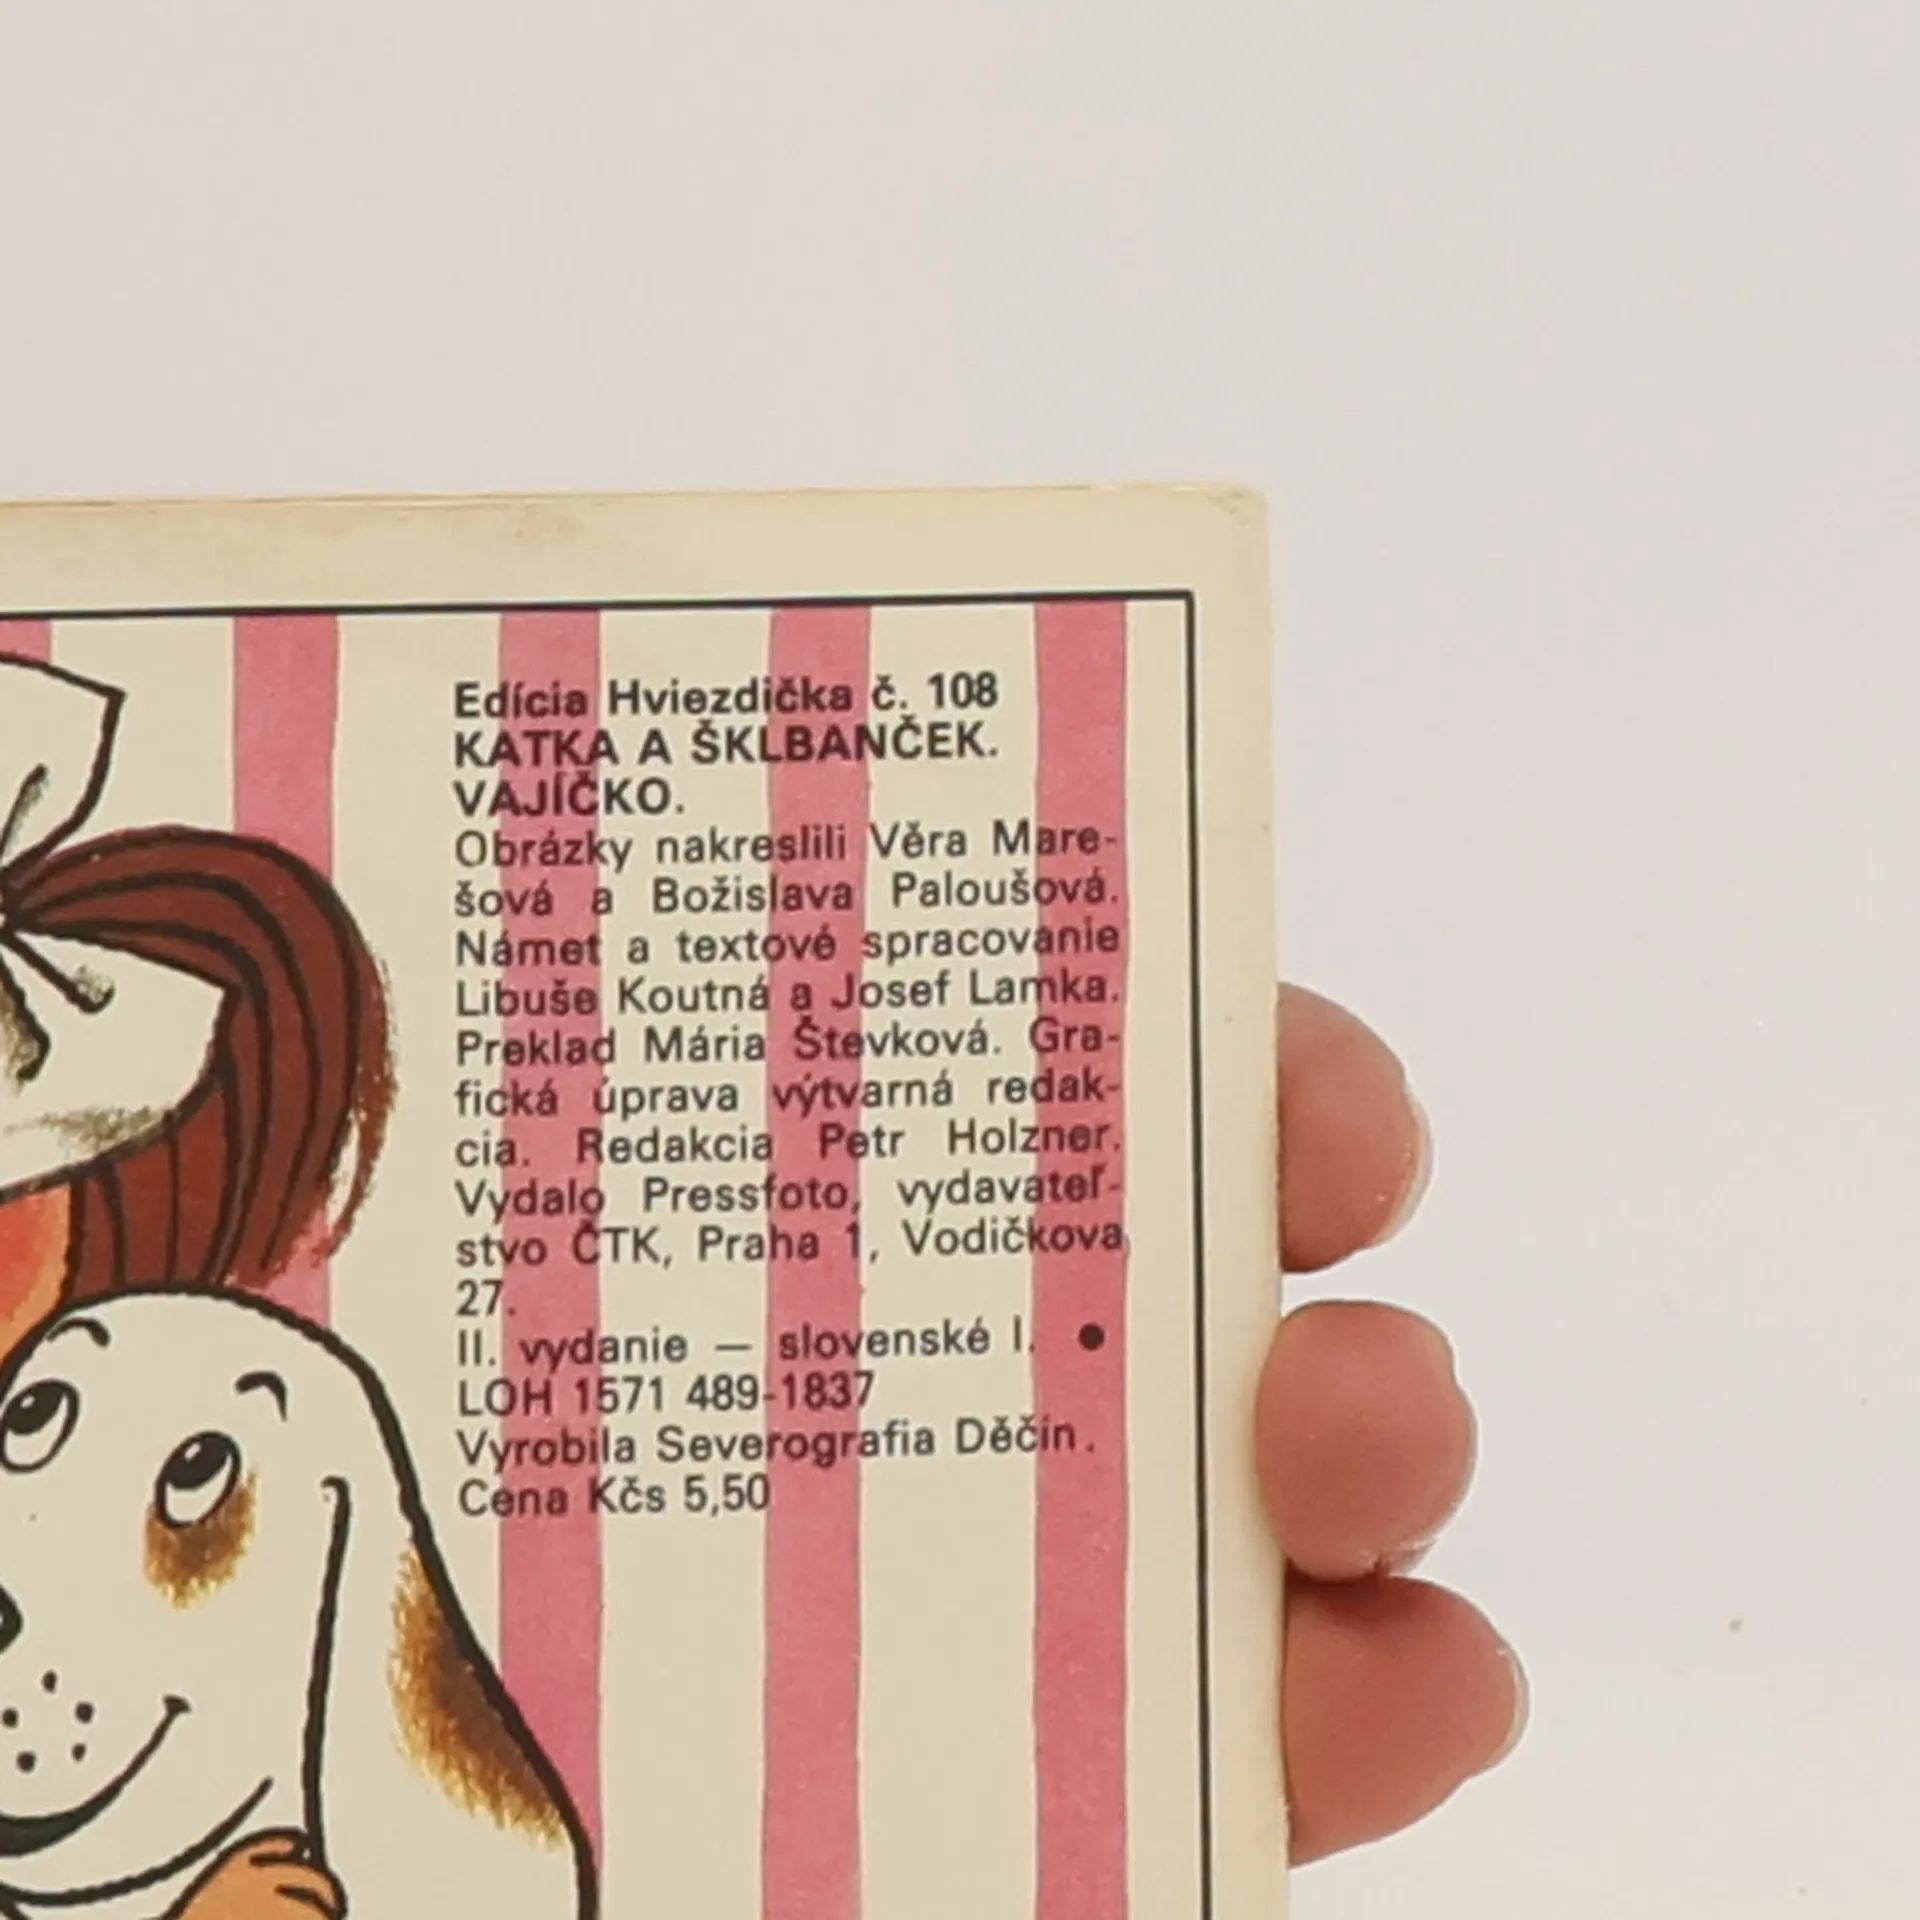 Edícia Hviezdička č. 108
KATKA A ŠKLBANČEK.
VAJÍČKO.
Obrázky nakreslili Věra Mare-
šová a Božislava Paloušová.
Námet a textové spracovanie
Libuše Koutná a Josef Lamka.
Preklad Mária Števková. Gra-
fická úprava výtvarná redak-
cia. Redakcia Petr Holzner.
Vydalo Pressfoto, vydavateľ-
stvo ČTK, Praha 1, Vodičkova
27.
II. vydanie — slovenské I. ●
LOH 1571 489-1837
Vyrobila Severografia Děčín.
Cena Kčs 5,50